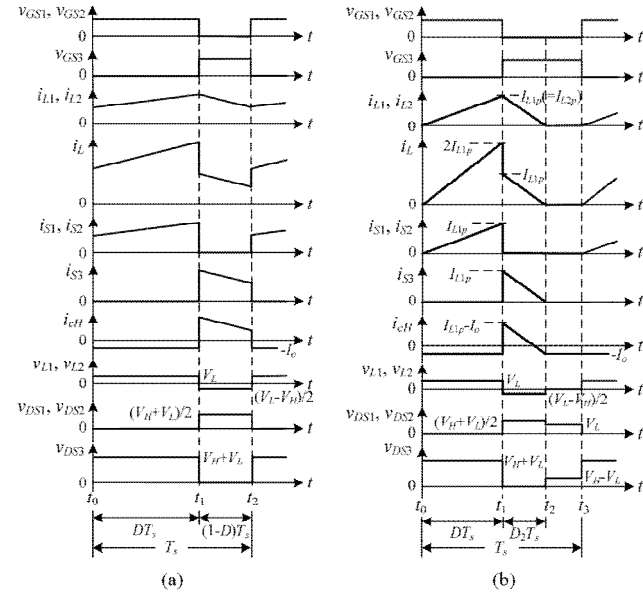 v_GS1, v_GS2
0
t
v_GS3
0
t
i_L1, i_L2
0
t
i_L
0
t
i_S1, i_S2
0
t
i_S3
0
t
i_cH
0
-I_o
t
v_L1, v_L2
V_L
0
(V_L-V_H)/2
t
v_DS1, v_DS2
(V_H+V_L)/2
0
t
v_DS3
V_H+V_L
0
t
t_0 t_1 t_2
DT_s (1-D)T_s
T_s
(a)
v_GS1, v_GS2
0
t
v_GS3
0
t
i_L1, i_L2
I_L1p(=I_L2p)
0
t
i_L
2I_L1p
I_L1p
0
t
i_S1, i_S2
I_L1p
0
t
i_S3
I_L1p
0
t
i_cH
i_L1p-I_o
0
-I_o
t
v_L1, v_L2
V_L
0
(V_L-V_H)/2
t
v_DS1, v_DS2
(V_H+V_L)/2
V_L
0
t
v_DS3
V_H+V_L
V_H-V_L
0
t
t_0 t_1 t_2 t_3
DT_s D_2T_s
T_s
(b)